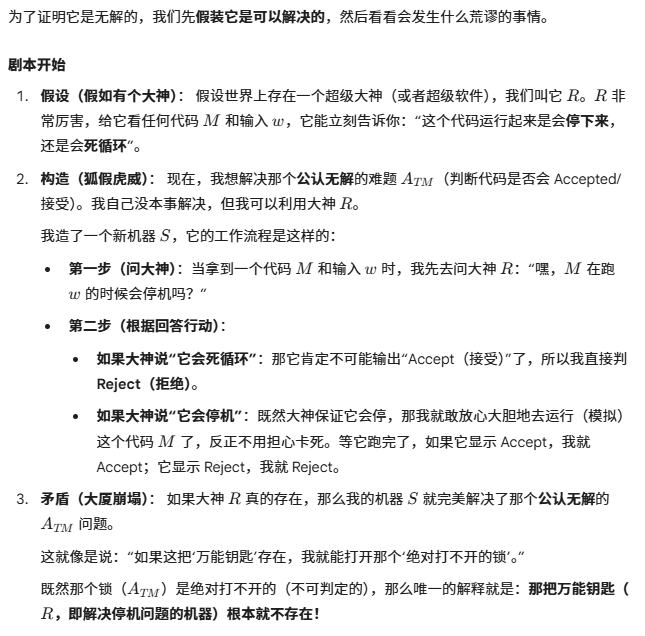 为了证明它是无解的，我们先假装它是可以解决的，然后看看会发生什么荒谬的事情。
剧本开始
1. 假设（假如有个大神）： 假设世界上存在一个超级大神（或者超级软件），我们叫它 R。R 非
常厉害，给它看任何代码 M 和输入 w，它能立刻告诉你：“这个代码运行起来是会停下来，
还是会死循环”。
2. 构造（狐假虎威）： 现在，我想解决那个公认无解的难题 A_{TM}（判断代码是否会 Accepted/
接受）。我自己没本事解决，但我可以利用大神 R。
我造了一个新机器 S，它的工作流程是这样的：
• 第一步（问大神）：当拿到一个代码 M 和输入 w 时，我先去问大神 R：“嘿，M 在跑
w 的时候会停机吗？”
• 第二步（根据回答行动）：
• 如果大神说“它会死循环”：那它肯定不可能输出“Accept（接受）”了，所以我直接判
Reject（拒绝）。
• 如果大神说“它会停机”：既然大神保证它会停，那我就敢放心大胆地去运行（模拟）
这个代码 M 了，反正不用担心卡死。等它跑完了，如果它显示 Accept，我就
Accept；它显示 Reject，我就 Reject。
3. 矛盾（大厦崩塌）： 如果大神 R 真的存在，那么我的机器 S 就完美解决了那个公认无解的
A_{TM} 问题。
这就像是说：“如果这把‘万能钥匙’存在，我就能打开那个‘绝对打不开的锁’。”
既然那个锁（A_{TM}）是绝对打不开的（不可判定的），那么唯一的解释就是：那把万能钥匙（
R，即解决停机问题的机器）根本就不存在！